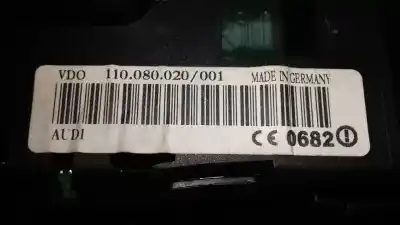 VDO 110.080.020/001 MADE IN GERMANY
AUDI CE 0682